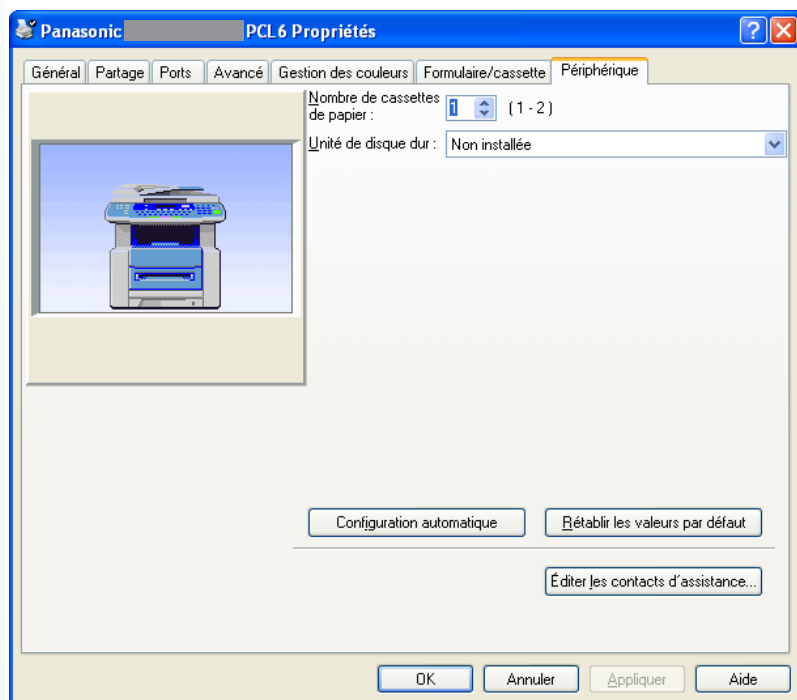 Panasonic PCL6 Propriétés
Général Partage Ports Avancé Gestion des couleurs Formulaire/cassette Périphérique
Nombre de cassettes
de papier : 1 (1 - 2)
Unité de disque dur : Non installée
Configuration automatique Rétablir les valeurs par défaut
Éditer les contacts d'assistance...
OK Annuler Appliquer Aide